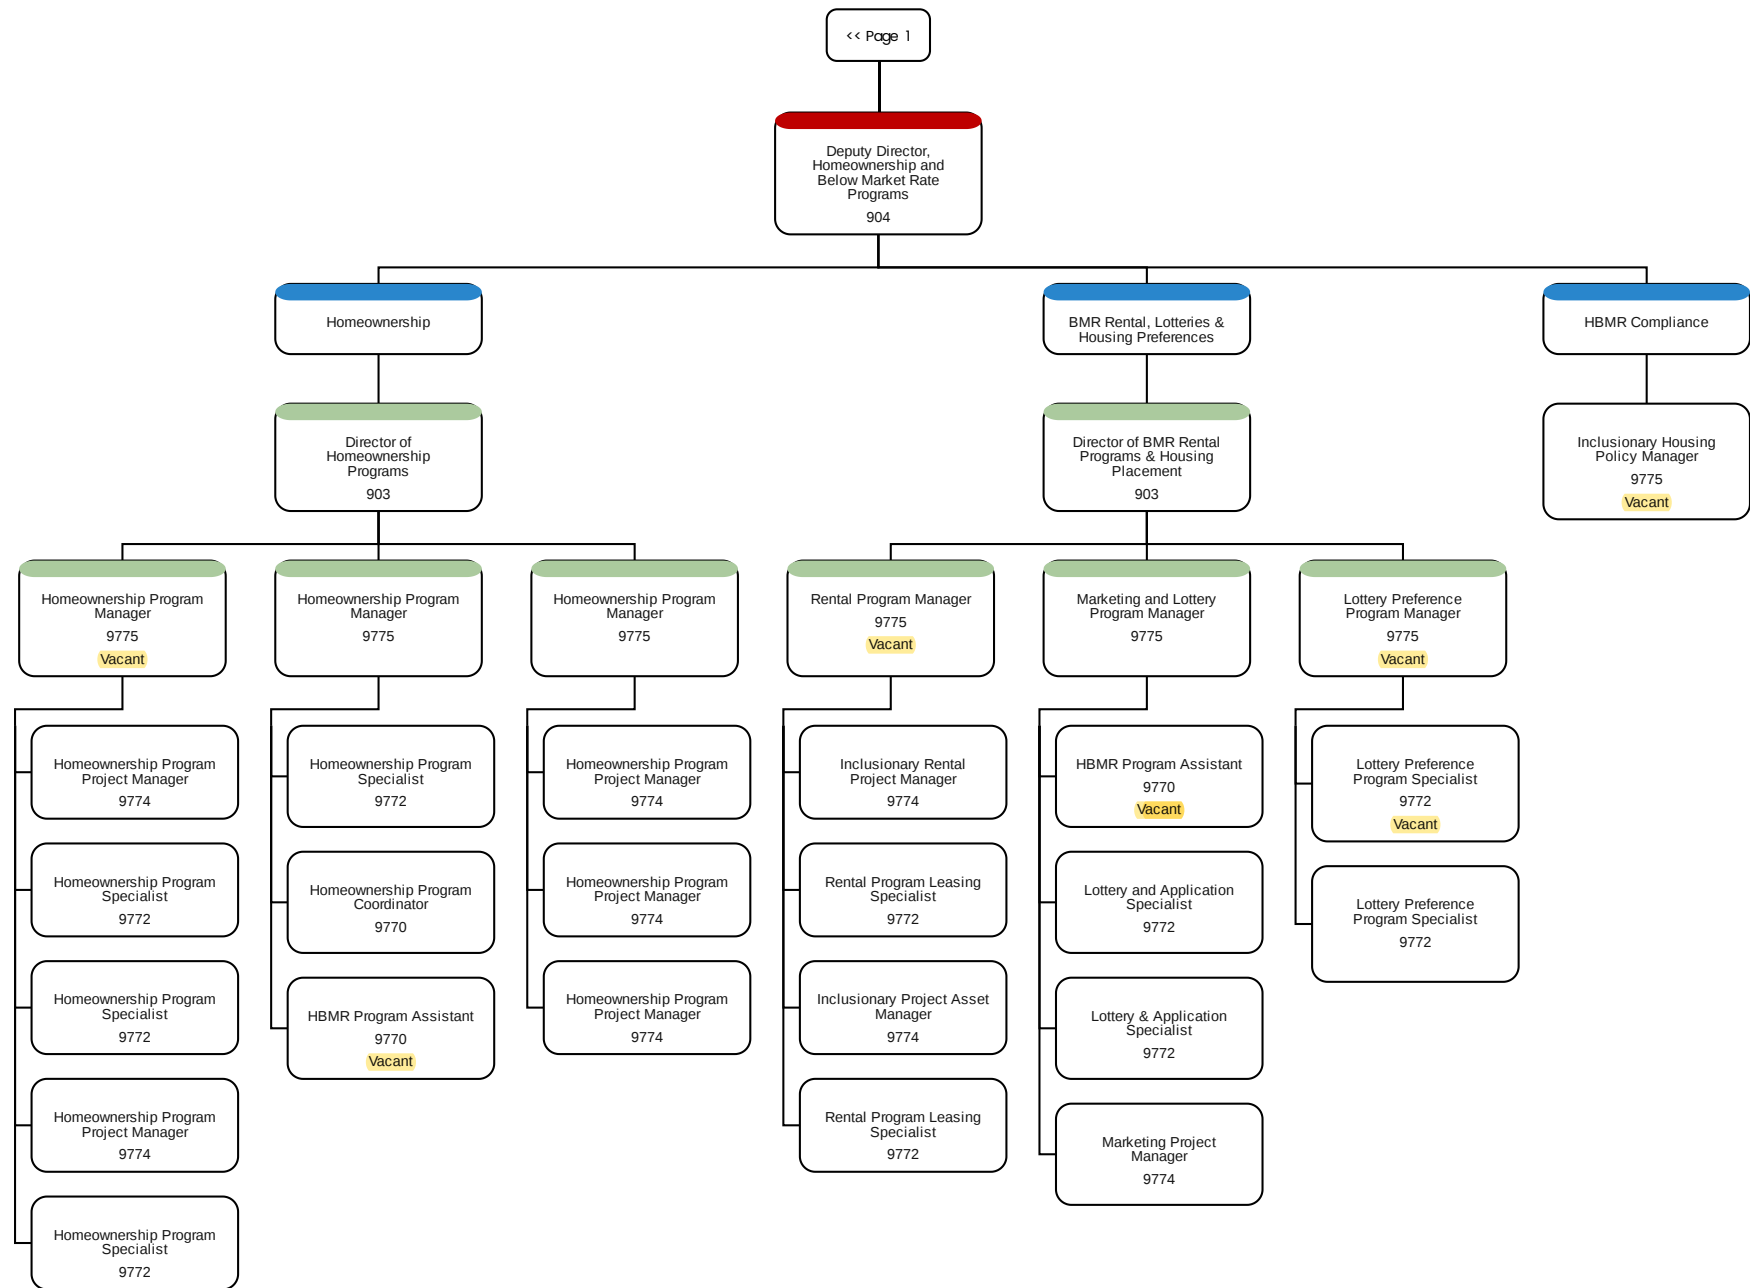 << Page 1
Deputy Director,
Homeownership and
Below Market Rate
Programs
904
Homeownership
BMR Rental, Lotteries &
Housing Preferences
HBMR Compliance
Director of
Homeownership
Programs
903
Director of BMR Rental
Programs & Housing
Placement
903
Inclusionary Housing
Policy Manager
9775
Vacant
Homeownership Program
Manager
9775
Vacant
Homeownership Program
Manager
9775
Homeownership Program
Manager
9775
Rental Program Manager
9775
Vacant
Marketing and Lottery
Program Manager
9775
Lottery Preference
Program Manager
9775
Vacant
Homeownership Program
Project Manager
9774
Homeownership Program
Specialist
9772
Homeownership Program
Specialist
9772
Homeownership Program
Project Manager
9774
Homeownership Program
Specialist
9772
Homeownership Program
Specialist
9772
Homeownership Program
Coordinator
9770
HBMR Program Assistant
9770
Vacant
Homeownership Program
Project Manager
9774
Homeownership Program
Project Manager
9774
Homeownership Program
Project Manager
9774
Inclusionary Rental
Project Manager
9774
Rental Program Leasing
Specialist
9772
Inclusionary Project Asset
Manager
9774
Rental Program Leasing
Specialist
9772
HBMR Program Assistant
9770
Vacant
Lottery and Application
Specialist
9772
Lottery & Application
Specialist
9772
Marketing Project
Manager
9774
Lottery Preference
Program Specialist
9772
Vacant
Lottery Preference
Program Specialist
9772